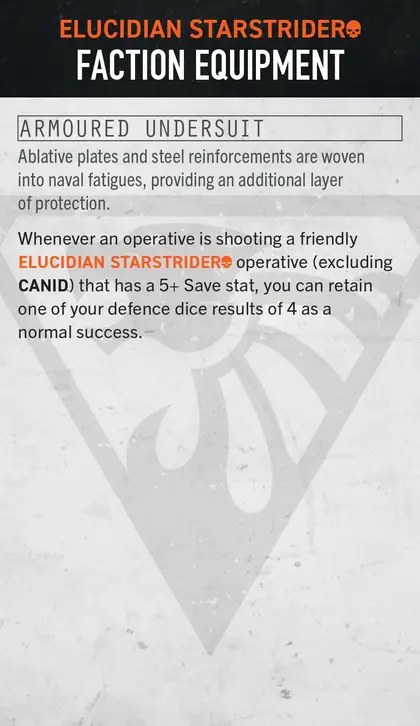 ELUCIDIAN STARSTRIDER
FACTION EQUIPMENT
ARMOURED UNDERSUIT
Ablative plates and steel reinforcements are woven
into naval fatigues, providing an additional layer
of protection.
Whenever an operative is shooting a friendly
ELUCIDIAN STARSTRIDER operative (excluding
CANID) that has a 5+ Save stat, you can retain
one of your defence dice results of 4 as a
normal success.